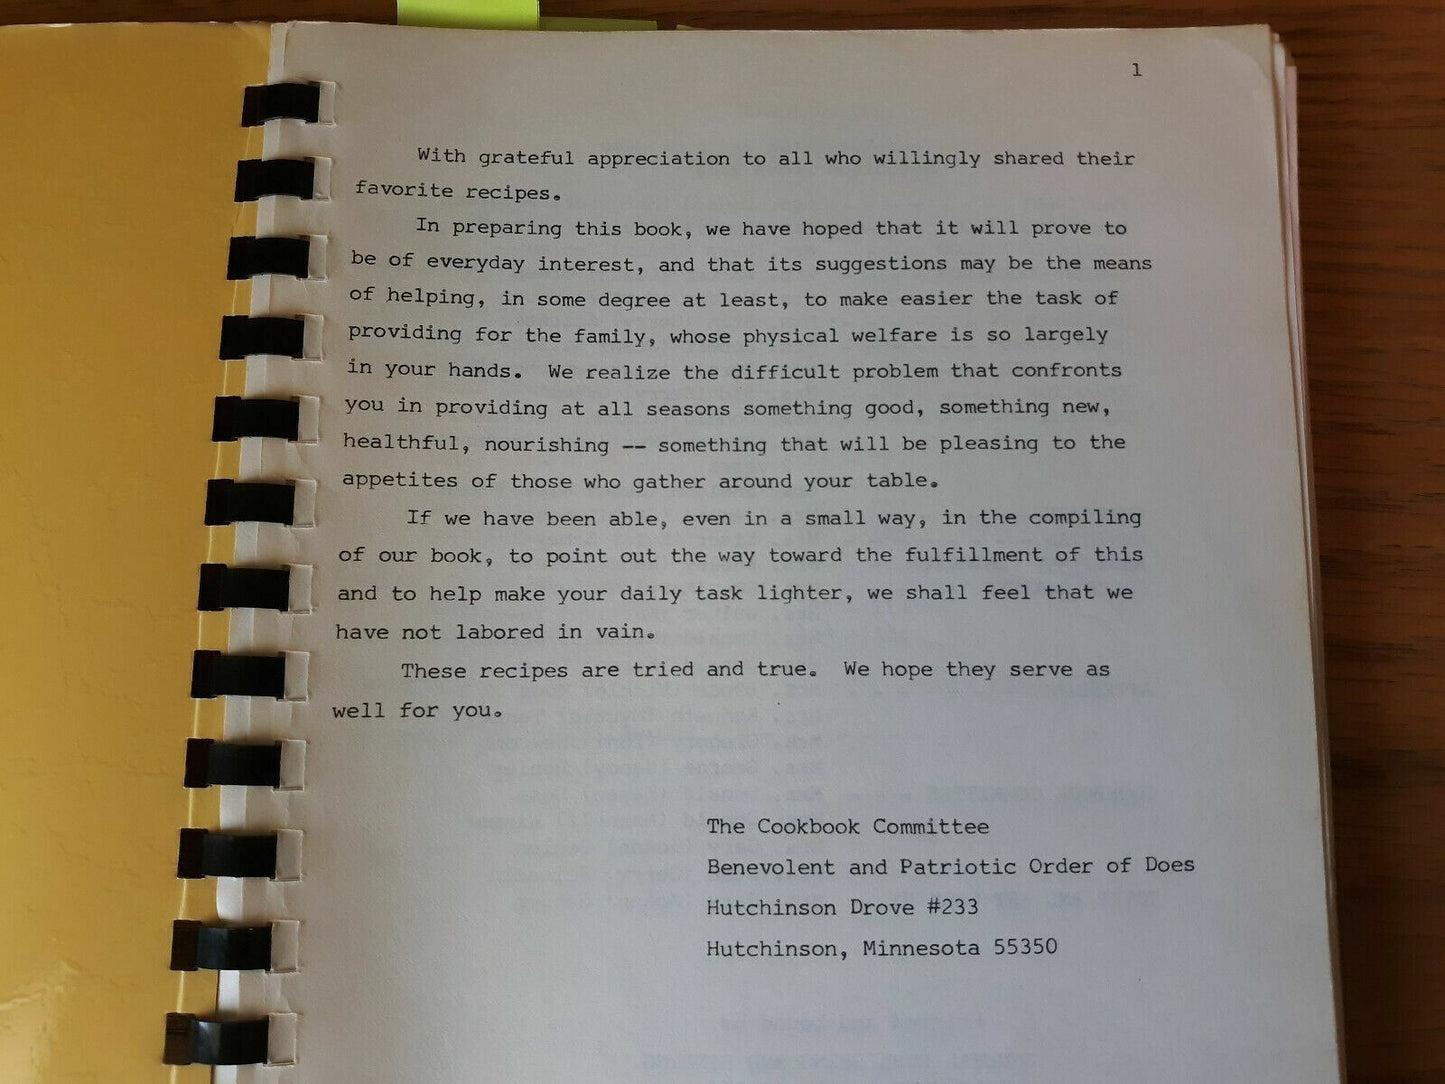 1
With grateful appreciation to all who willingly shared their
favorite recipes.
In preparing this book, we have hoped that it will prove to
be of everyday interest, and that its suggestions may be the means
of helping, in some degree at least, to make easier the task of
providing for the family, whose physical welfare is so largely
in your hands. We realize the difficult problem that confronts
you in providing at all seasons something good, something new,
healthful, nourishing -- something that will be pleasing to the
appetites of those who gather around your table.
If we have been able, even in a small way, in the compiling
of our book, to point out the way toward the fulfillment of this
and to help make your daily task lighter, we shall feel that we
have not labored in vain.
These recipes are tried and true. We hope they serve as
well for you.
The Cookbook Committee
Benevolent and Patriotic Order of Does
Hutchinson Drove #233
Hutchinson, Minnesota 55350